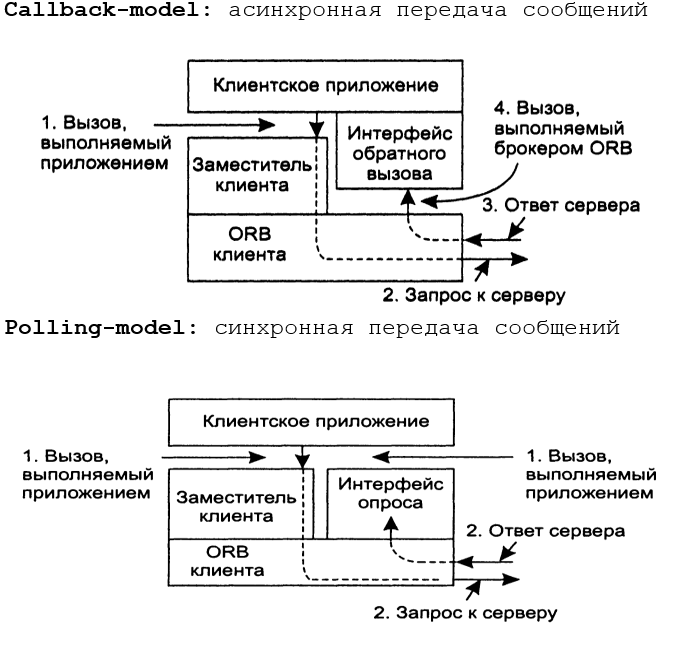 Callback-model: асинхронная передача сообщений
Клиентское приложение
1. Вызов,
выполняемый
приложением
Заместитель
клиента
Интерфейс
обратного
вызова
4. Вызов,
выполняемый
брокером ORB
ORB
клиента
3. Ответ сервера
2. Запрос к серверу
Polling-model: синхронная передача сообщений
Клиентское приложение
1. Вызов,
выполняемый
приложением
Заместитель
клиента
Интерфейс
опроса
1. Вызов,
выполняемый
приложением
ORB
клиента
2. Ответ сервера
2. Запрос к серверу